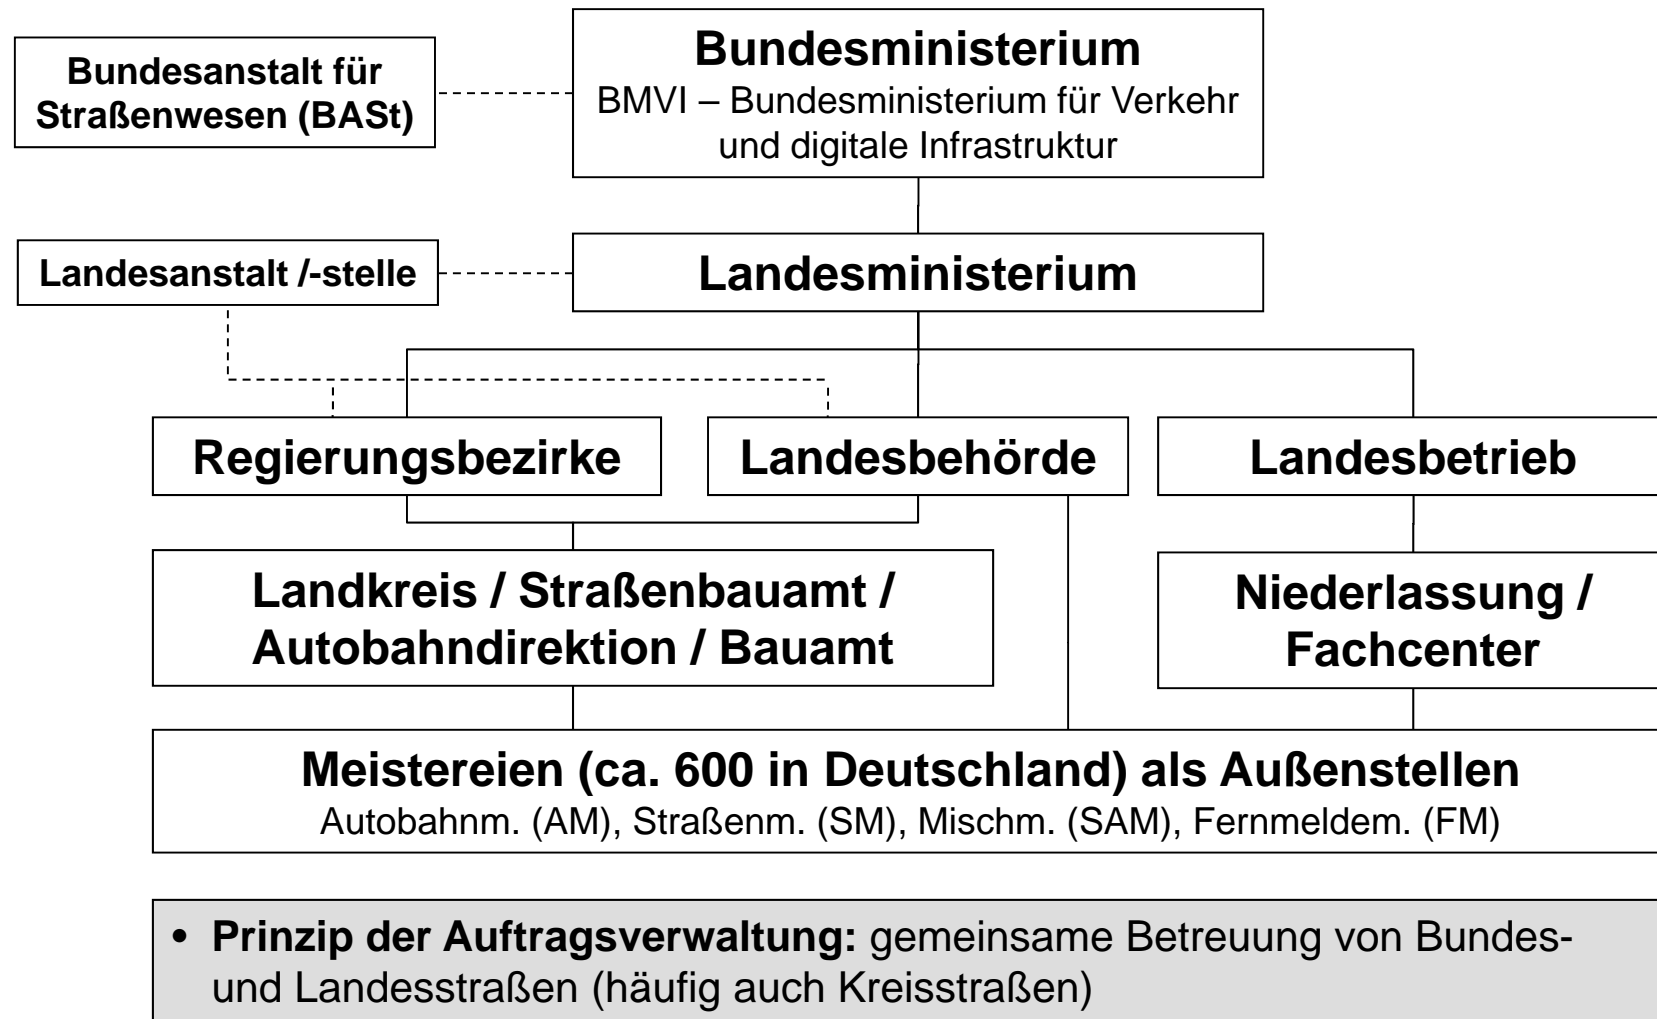 Bundesanstalt für
Straßenwesen (BASt)
Bundesministerium
BMVI – Bundesministerium für Verkehr
und digitale Infrastruktur
Landesanstalt /-stelle
Landesministerium
Regierungsbezirke
Landesbehörde
Landesbetrieb
Landkreis / Straßenbauamt /
Autobahndirektion / Bauamt
Niederlassung /
Fachcenter
Meistereien (ca. 600 in Deutschland) als Außenstellen
Autobahnm. (AM), Straßenm. (SM), Mischm. (SAM), Fernmeldem. (FM)
• Prinzip der Auftragsverwaltung: gemeinsame Betreuung von Bundes-
und Landesstraßen (häufig auch Kreisstraßen)